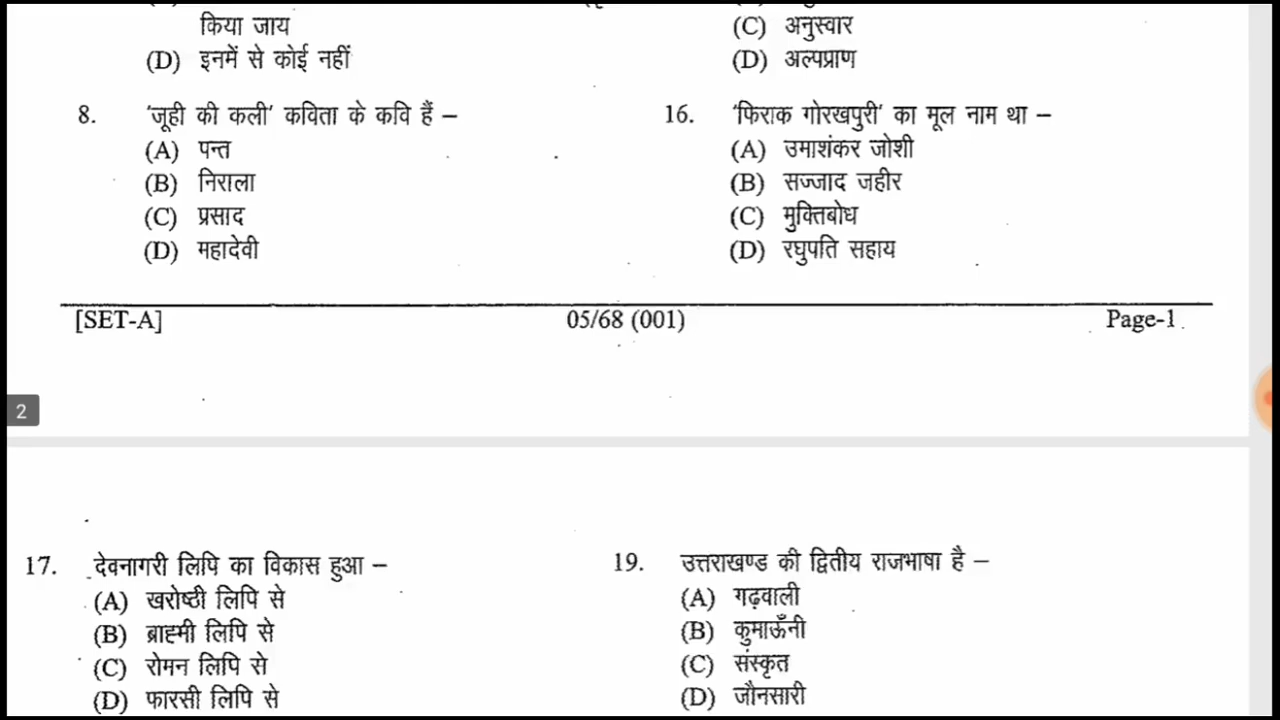 किया जाय
(D) इनमें से कोई नहीं
8. 'जूही की कली' कविता के कवि हैं –
(A) पन्त
(B) निराला
(C) प्रसाद
(D) महादेवी
(C) अनुस्वार
(D) अल्पप्राण
16. 'फिराक गोरखपुरी' का मूल नाम था –
(A) उमाशंकर जोशी
(B) सज्जाद जहीर
(C) मुक्तिबोध
(D) रघुपति सहाय
[SET-A] 05/68 (001) Page-1
2
17. देवनागरी लिपि का विकास हुआ –
(A) खरोष्ठी लिपि से
(B) ब्राह्मी लिपि से
(C) रोमन लिपि से
(D) फारसी लिपि से
19. उत्तराखण्ड की द्वितीय राजभाषा है –
(A) गढ़वाली
(B) कुमाऊँनी
(C) संस्कृत
(D) जौनसारी